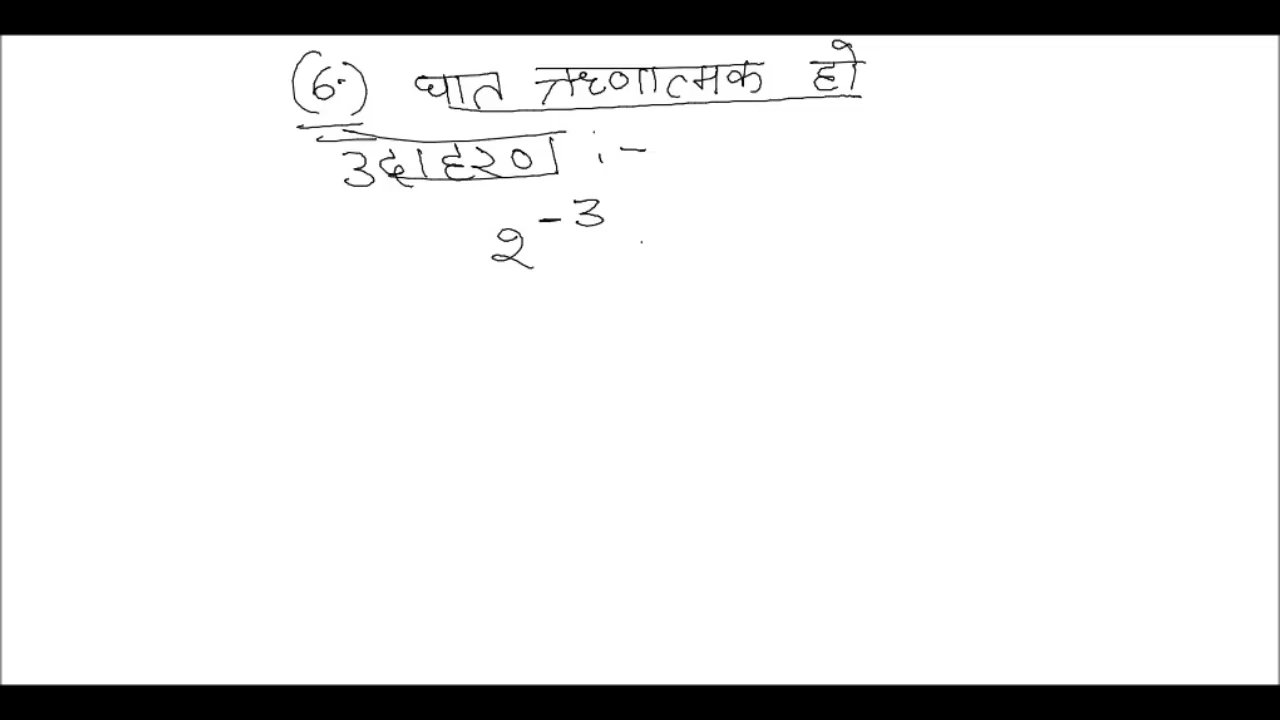 (6.) घात ऋणात्मक हो
उदाहरण :-
2^-3